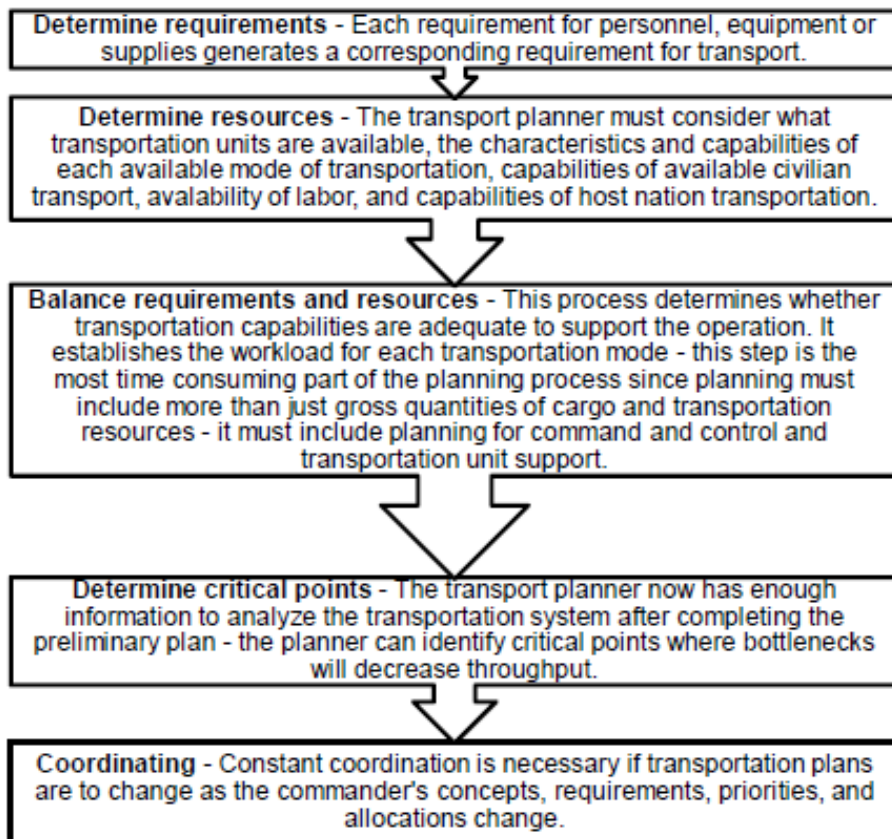 Determine requirements - Each requirement for personnel, equipment or
supplies generates a corresponding requirement for transport.
Determine resources - The transport planner must consider what
transportation units are available, the characteristics and capabilities of
each available mode of transportation, capabilities of available civilian
transport, avalability of labor, and capabilities of host nation transportation.
Balance requirements and resources - This process determines whether
transportation capabilities are adequate to support the operation. It
establishes the workload for each transportation mode - this step is the
most time consuming part of the planning process since planning must
include more than just gross quantities of cargo and transportation
resources - it must include planning for command and control and
transportation unit support.
Determine critical points - The transport planner now has enough
information to analyze the transportation system after completing the
preliminary plan - the planner can identify critical points where bottlenecks
will decrease throughput.
Coordinating - Constant coordination is necessary if transportation plans
are to change as the commander's concepts, requirements, priorities, and
allocations change.